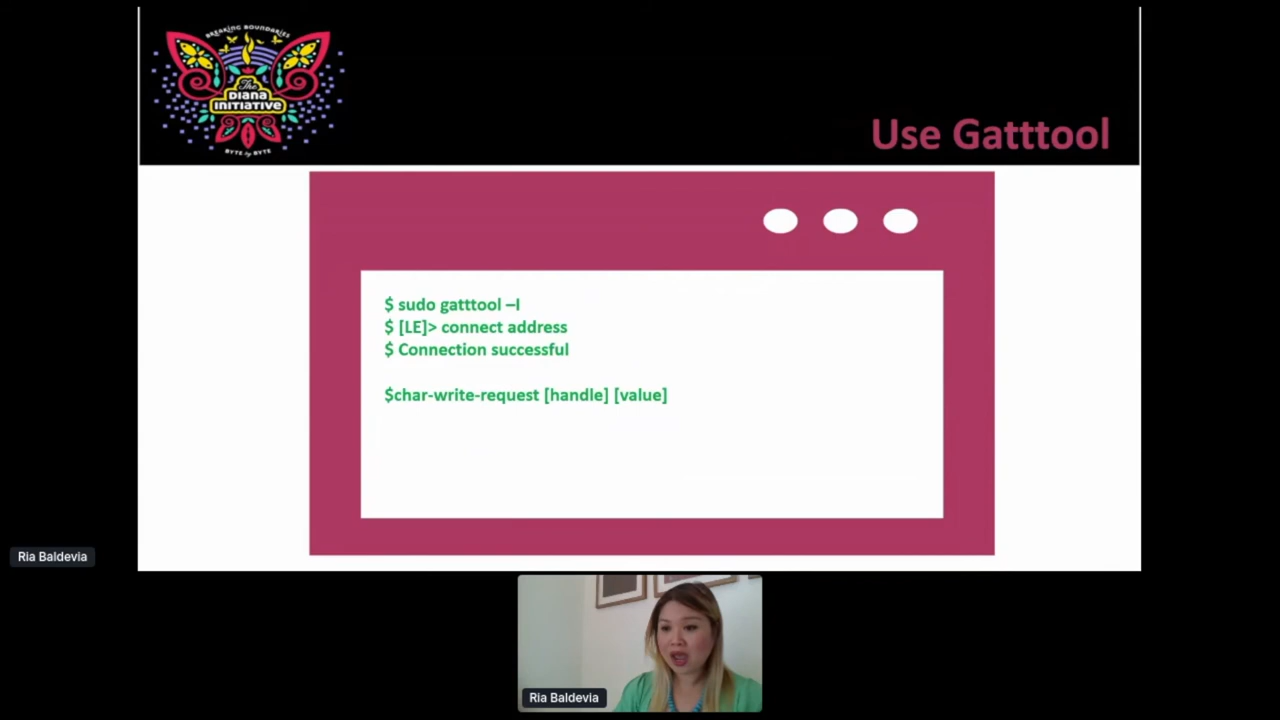 BREAKING BOUNDARIES
The
DIANA
INITIATIVE
BYTE by BYTE
Use Gatttool
$ sudo gatttool –I
$ [LE]> connect address
$ Connection successful
$char-write-request [handle] [value]
Ria Baldevia
Ria Baldevia